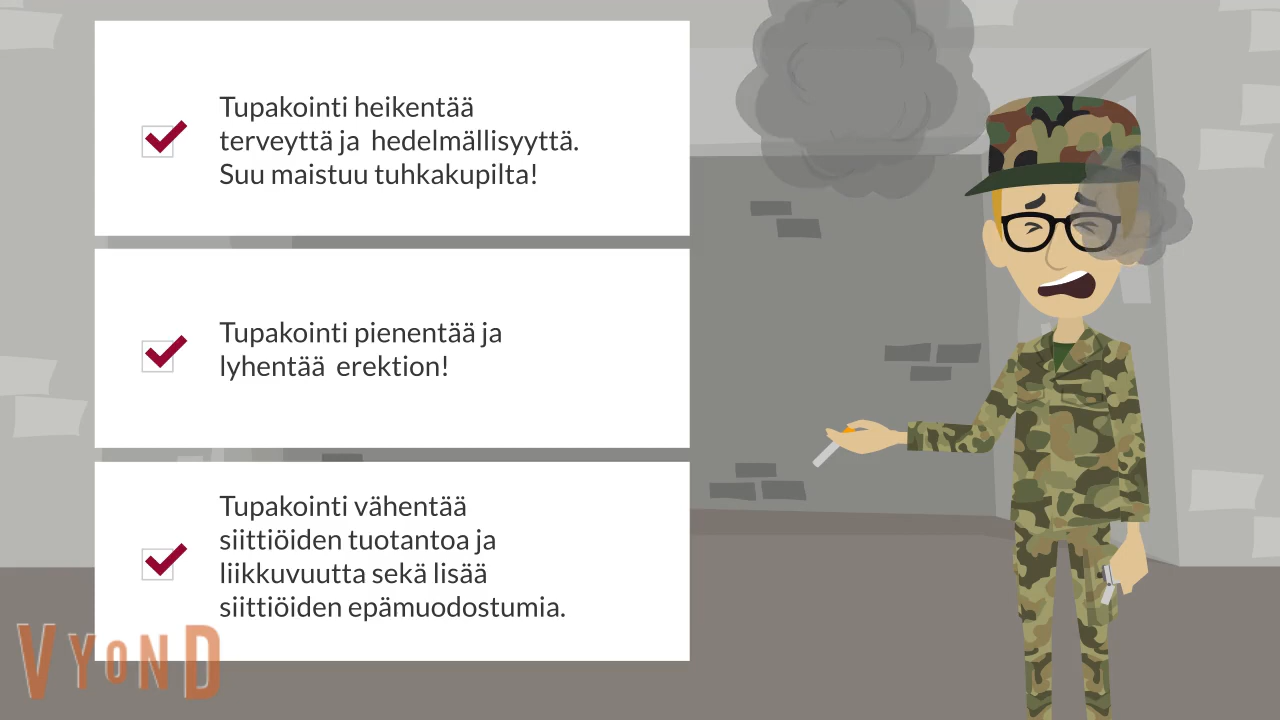 Tupakointi heikentää
terveyttä ja  hedelmällisyyttä.
Suu maistuu tuhkakupilta!
Tupakointi pienentää ja
lyhentää  erektion!
Tupakointi vähentää
siittiöiden tuotantoa ja
liikkuvuutta sekä lisää
siittiöiden epämuodostumia.
VYOND